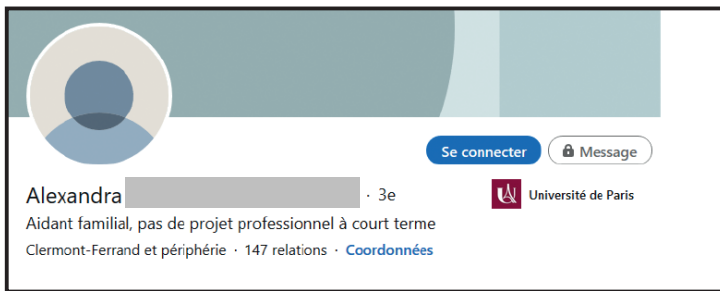 Se connecter
Message
Alexandra · 3e
Université de Paris
Aidant familial, pas de projet professionnel à court terme
Clermont-Ferrand et périphérie · 147 relations · Coordonnées